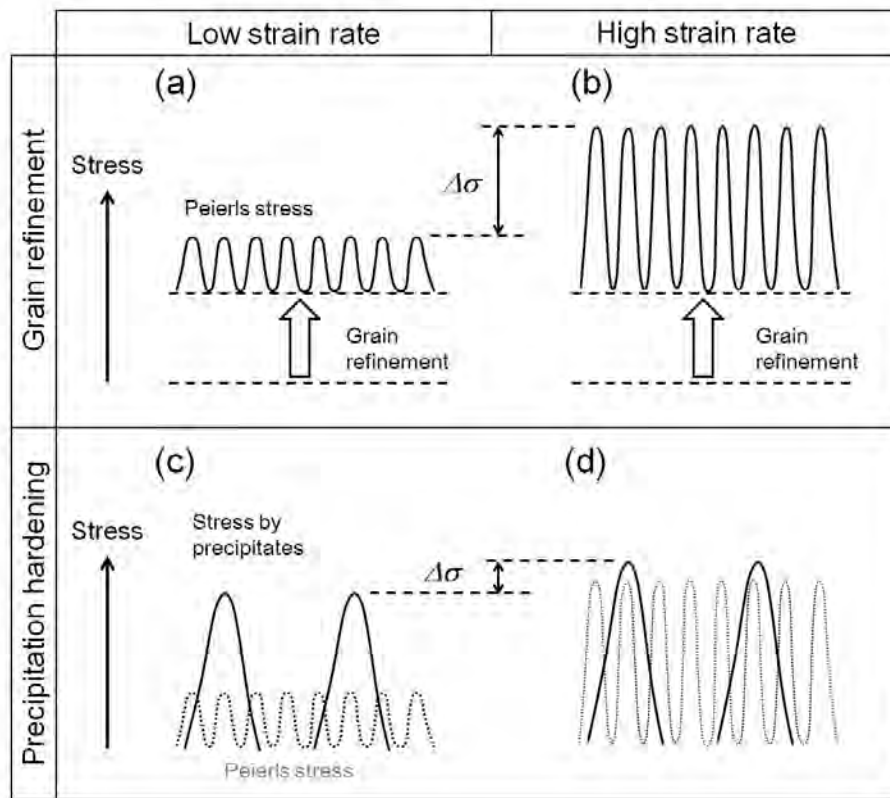 Low strain rate
High strain rate
Grain refinement
(a)
(b)
Stress
Δσ
Peierls stress
Grain
refinement
Grain
refinement
Precipitation hardening
(c)
(d)
Stress
Stress by
precipitates
Δσ
Peierls stress